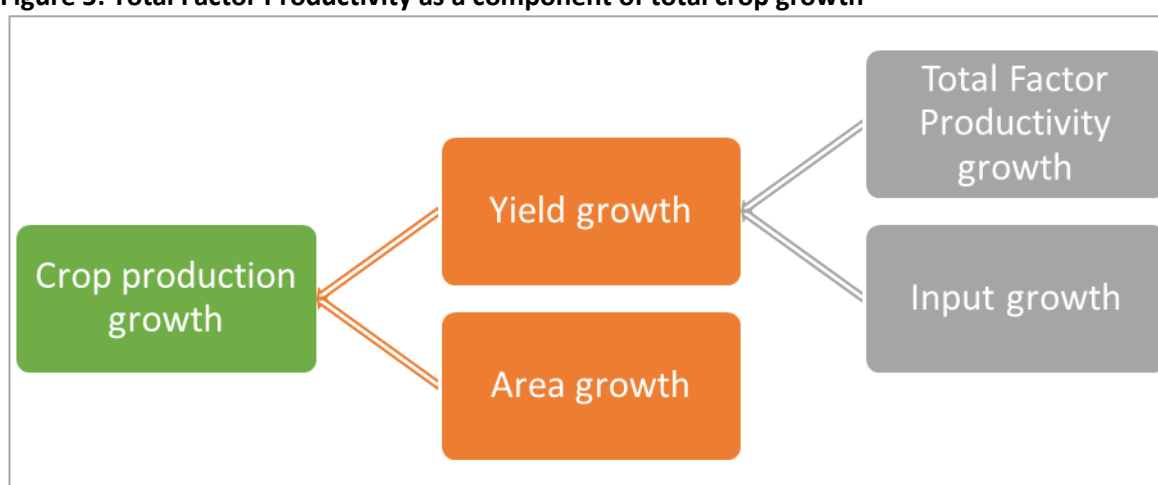 Figure 5: Total Factor Productivity as a component of total crop growth
Total Factor
Productivity
growth
Yield growth
Crop production
growth
Input growth
Area growth